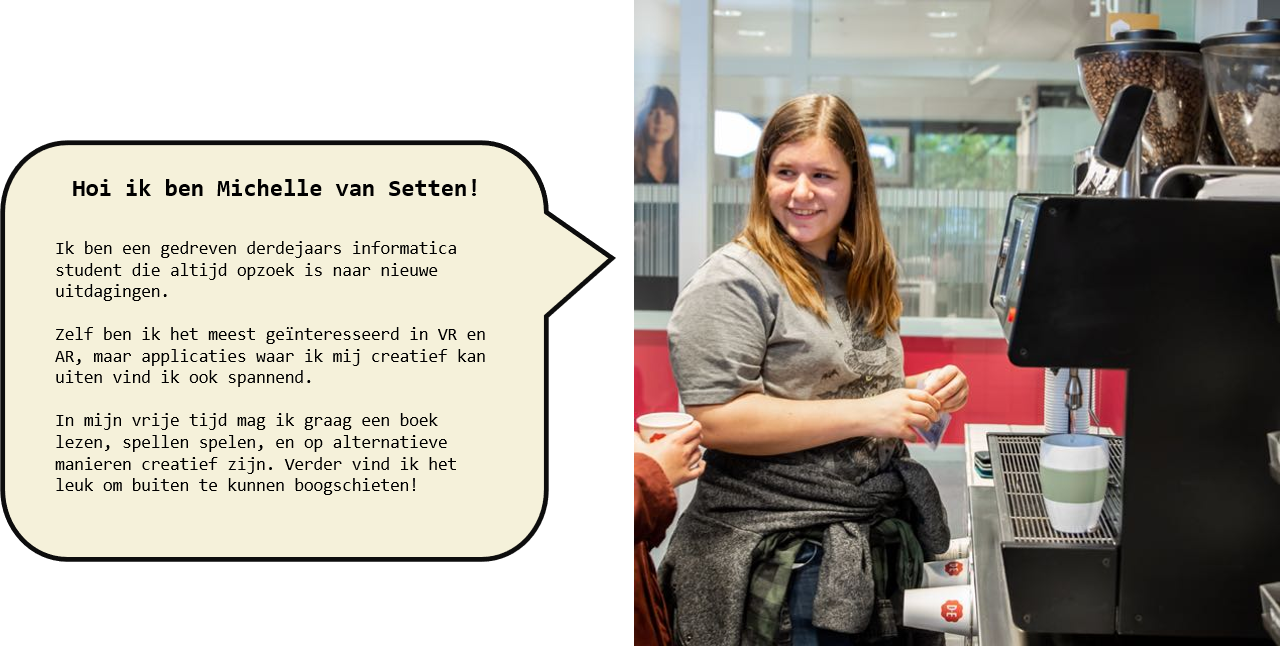 Hoi ik ben Michelle van Setten!
Ik ben een gedreven derdejaars informatica
student die altijd opzoek is naar nieuwe
uitdagingen.
Zelf ben ik het meest geïnteresseerd in VR en
AR, maar applicaties waar ik mij creatief kan
uiten vind ik ook spannend.
In mijn vrije tijd mag ik graag een boek
lezen, spellen spelen, en op alternatieve
manieren creatief zijn. Verder vind ik het
leuk om buiten te kunnen boogschieten!
DE
DE